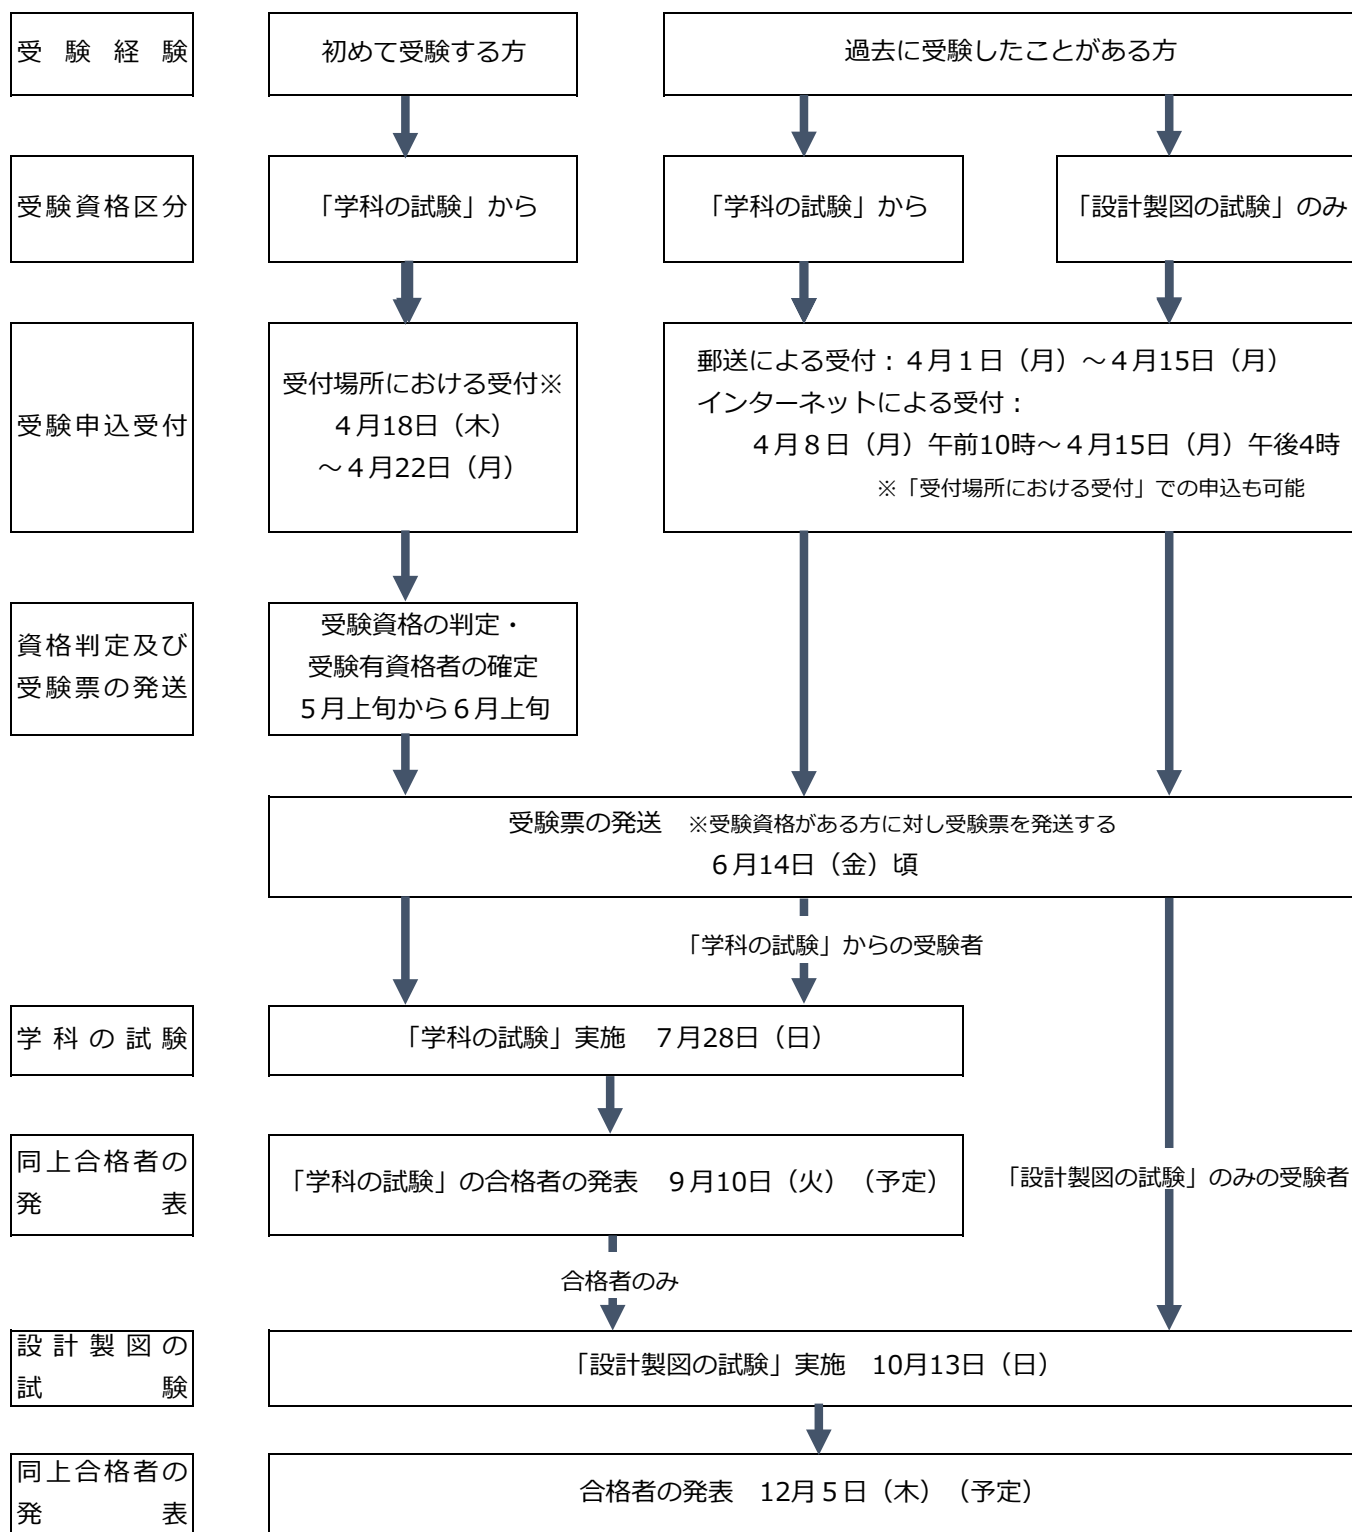 受験経験
初めて受験する方
過去に受験したことがある方
受験資格区分
「学科の試験」から
「学科の試験」から
「設計製図の試験」のみ
受験申込受付
受付場所における受付※
４月18日（木）
～４月22日（月）
郵送による受付：４月１日（月）～４月15日（月）
インターネットによる受付：
４月８日（月）午前10時～４月15日（月）午後4時
※「受付場所における受付」での申込も可能
資格判定及び
受験票の発送
受験資格の判定・
受験有資格者の確定
５月上旬から６月上旬
受験票の発送　※受験資格がある方に対し受験票を発送する
６月14日（金）頃
「学科の試験」からの受験者
学科の試験
「学科の試験」実施　７月28日（日）
同上合格者の
発表
「学科の試験」の合格者の発表　９月10日（火）（予定）
「設計製図の試験」のみの受験者
合格者のみ
設計製図の
試験
「設計製図の試験」実施　10月13日（日）
同上合格者の
発表
合格者の発表　12月５日（木）（予定）